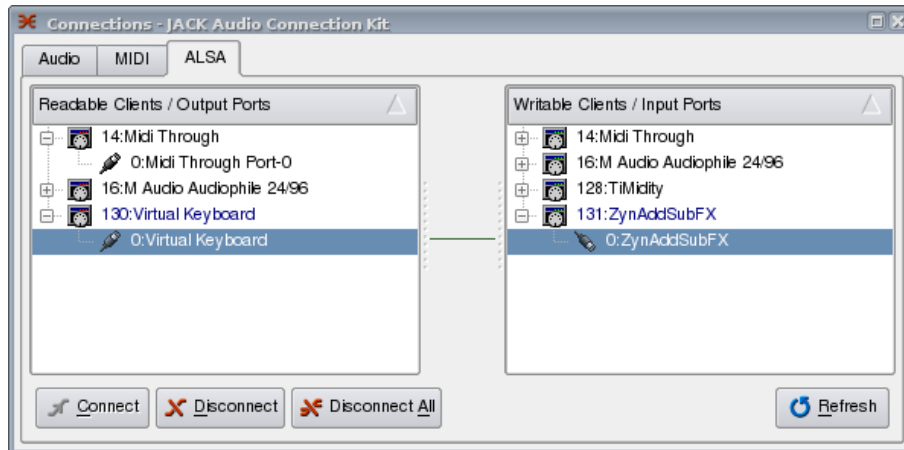 Connections - JACK Audio Connection Kit
Audio
MIDI
ALSA
Readable Clients / Output Ports
14:Midi Through
0:Midi Through Port-0
16:M Audio Audiophile 24/96
130:Virtual Keyboard
0:Virtual Keyboard
Writable Clients / Input Ports
14:Midi Through
16:M Audio Audiophile 24/96
128:TiMidity
131:ZynAddSubFX
0:ZynAddSubFX
Connect
Disconnect
Disconnect All
Refresh